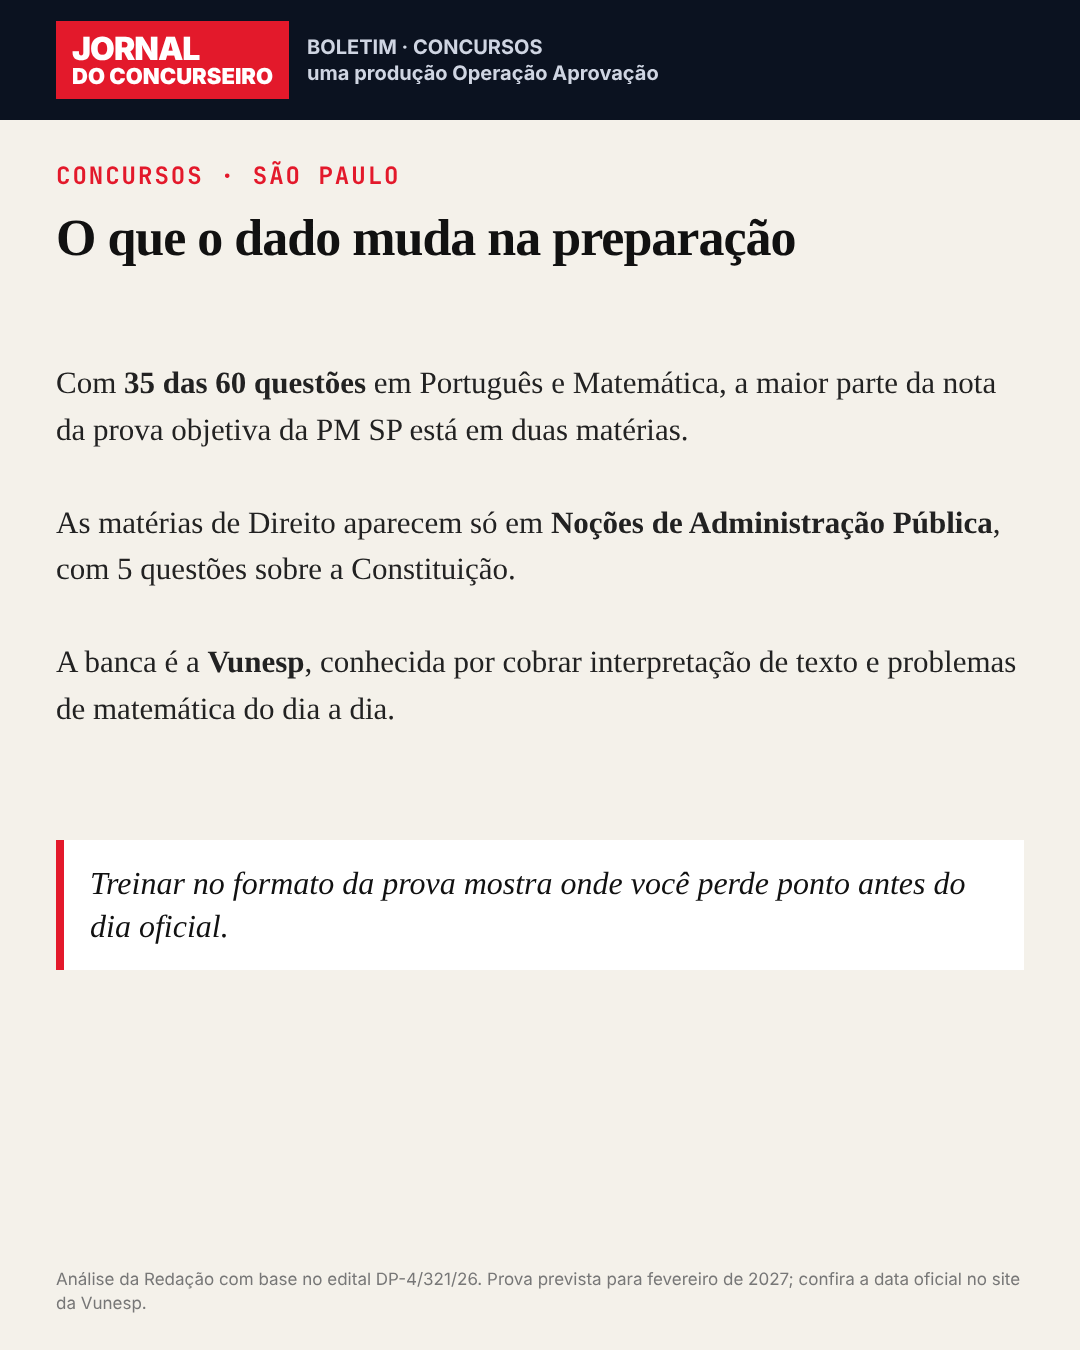 JORNAL
DO CONCURSEIRO
BOLETIM · CONCURSOS
uma produção Operação Aprovação
CONCURSOS · SÃO PAULO
O que o dado muda na preparação
Com 35 das 60 questões em Português e Matemática, a maior parte da nota
da prova objetiva da PM SP está em duas matérias.
As matérias de Direito aparecem só em Noções de Administração Pública,
com 5 questões sobre a Constituição.
A banca é a Vunesp, conhecida por cobrar interpretação de texto e problemas
de matemática do dia a dia.
Treinar no formato da prova mostra onde você perde ponto antes do
dia oficial.
Análise da Redação com base no edital DP-4/321/26. Prova prevista para fevereiro de 2027; confira a data oficial no site
da Vunesp.